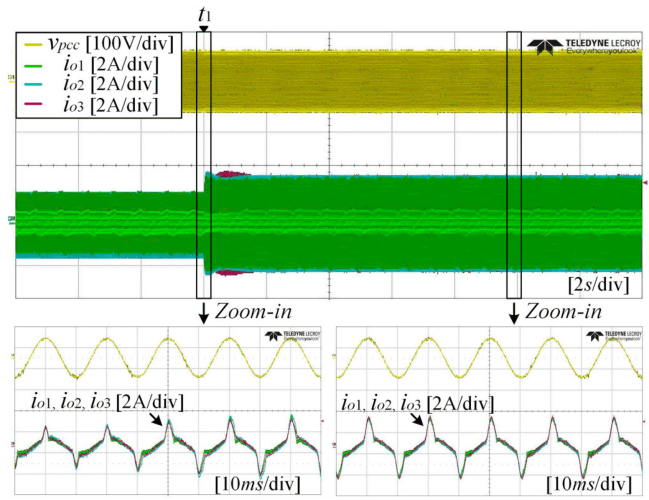 t1
TELEDYNE LECROY
Everywhereyoulook
vpcc [100V/div]
io1 [2A/div]
io2 [2A/div]
io3 [2A/div]
[2s/div]
Zoom-in
Zoom-in
TELEDYNE LECROY
Everywhereyoulook
TELEDYNE LECROY
Everywhereyoulook
io1, io2, io3 [2A/div]
io1, io2, io3 [2A/div]
[10ms/div]
[10ms/div]